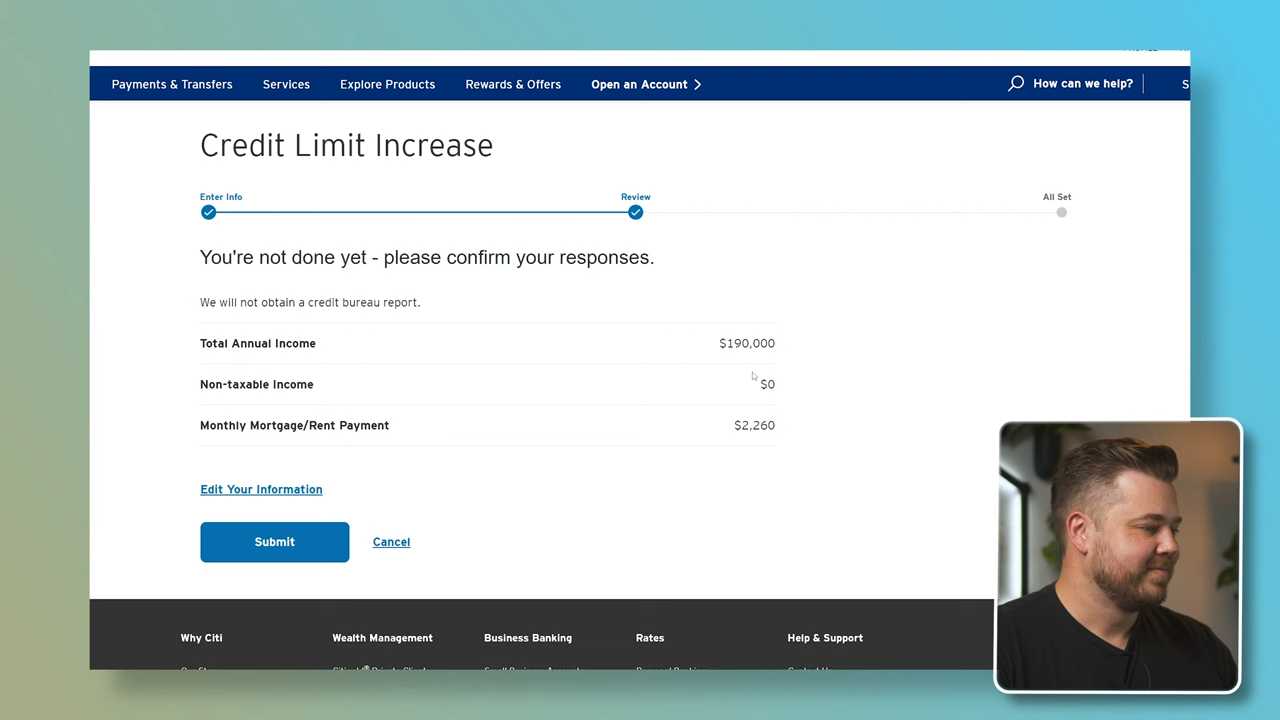 Payments & Transfers Services Explore Products Rewards & Offers Open an Account How can we help?
Credit Limit Increase
Enter Info Review All Set
You're not done yet - please confirm your responses.
We will not obtain a credit bureau report.
Total Annual Income $190,000
Non-taxable Income $0
Monthly Mortgage/Rent Payment $2,260
Edit Your Information
Submit Cancel
Why Citi Wealth Management Business Banking Rates Help & Support